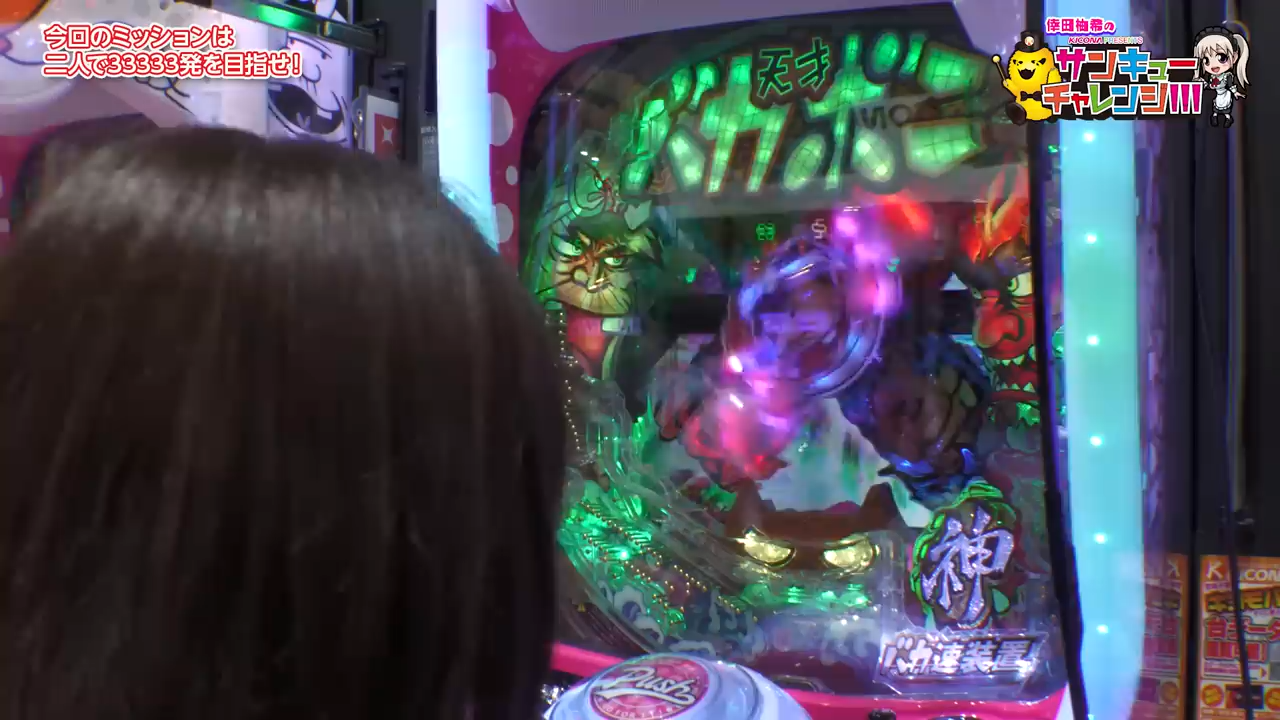 今回のミッションは
二人で33333発を目指せ!
倖田柚希の
KICONA PRESENTS
サンキュー
チャレンジ!!!
天才
バカボン
神
バカ速装置
Push